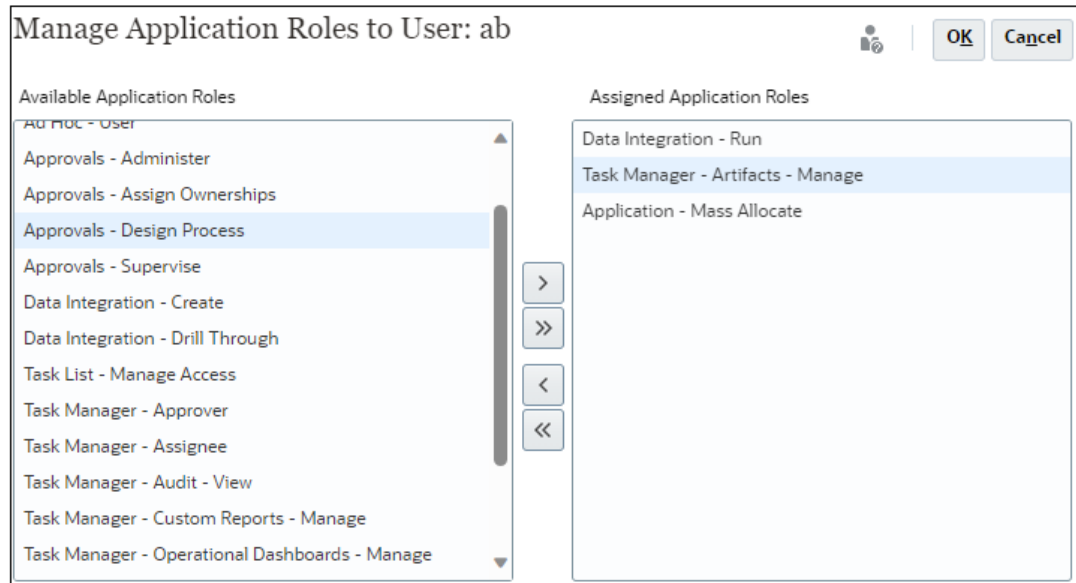 Manage Application Roles to User: ab
OK
Cancel
Available Application Roles
Ad Hoc - User
Approvals - Administer
Approvals - Assign Ownerships
Approvals - Design Process
Approvals - Supervise
Data Integration - Create
Data Integration - Drill Through
Task List - Manage Access
Task Manager - Approver
Task Manager - Assignee
Task Manager - Audit - View
Task Manager - Custom Reports - Manage
Task Manager - Operational Dashboards - Manage
Assigned Application Roles
Data Integration - Run
Task Manager - Artifacts - Manage
Application - Mass Allocate